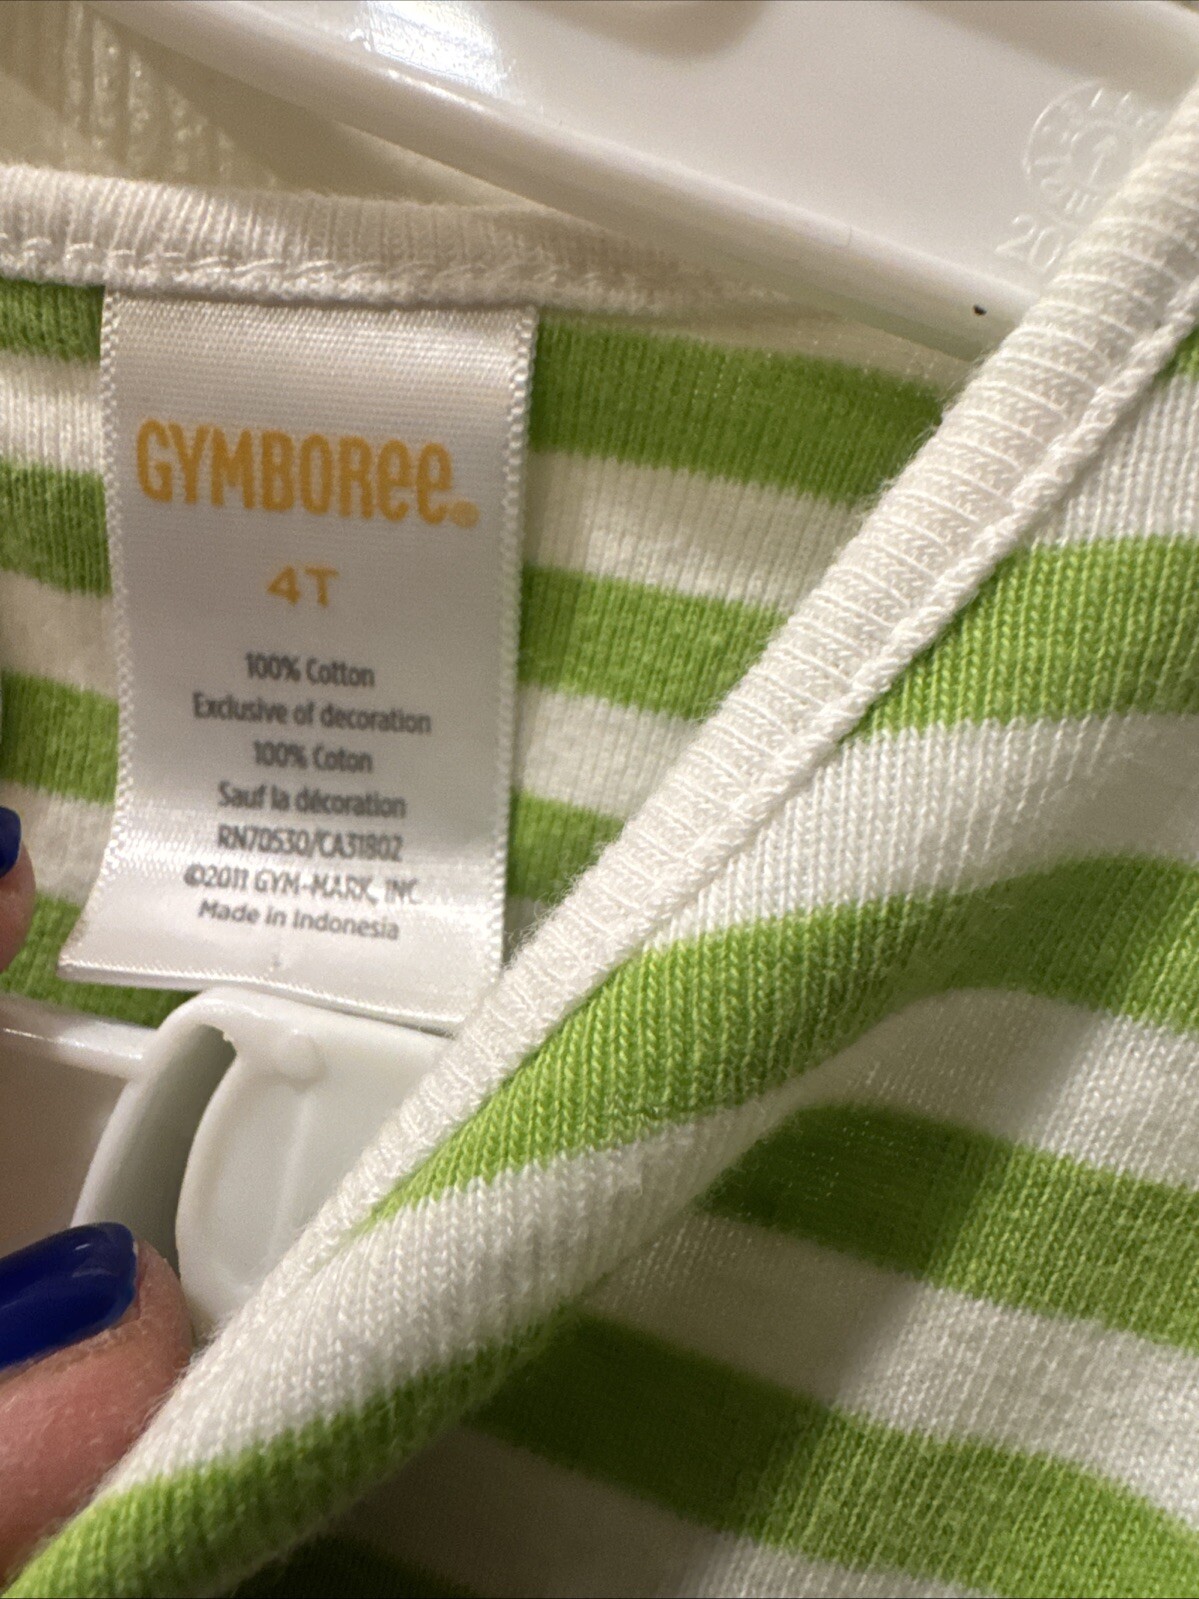 GYMBOREE®
4T
100% Cotton
Exclusive of decoration
100% Coton
Sauf la décoration
RN70530/CA31802
©2011 GYM-MARK, INC.
Made in Indonesia